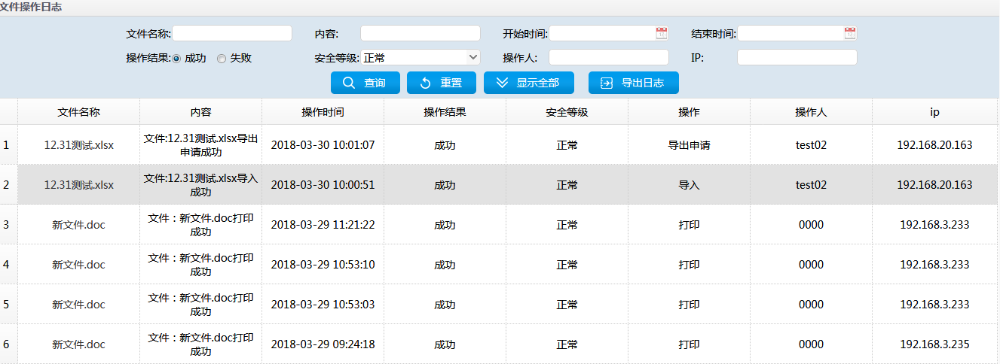 文件操作日志
文件名称: 内容: 开始时间: 结束时间:
操作结果: 成功 失败 安全等级: 正常 操作人: IP:
查询 重置 显示全部 导出日志
文件名称 内容 操作时间 操作结果 安全等级 操作 操作人 ip
1 12.31测试.xlsx 文件:12.31测试.xlsx导出 2018-03-30 10:01:07 成功 正常 导出申请 test02 192.168.20.163
申请成功
2 12.31测试.xlsx 文件:12.31测试.xlsx导入 2018-03-30 10:00:51 成功 正常 导入 test02 192.168.20.163
成功
3 新文件.doc 文件：新文件.doc打印 2018-03-29 11:21:22 成功 正常 打印 0000 192.168.3.233
成功
4 新文件.doc 文件：新文件.doc打印 2018-03-29 10:53:10 成功 正常 打印 0000 192.168.3.233
成功
5 新文件.doc 文件：新文件.doc打印 2018-03-29 10:53:03 成功 正常 打印 0000 192.168.3.233
成功
6 新文件.doc 文件：新文件.doc打印 2018-03-29 09:24:18 成功 正常 打印 0000 192.168.3.235
成功